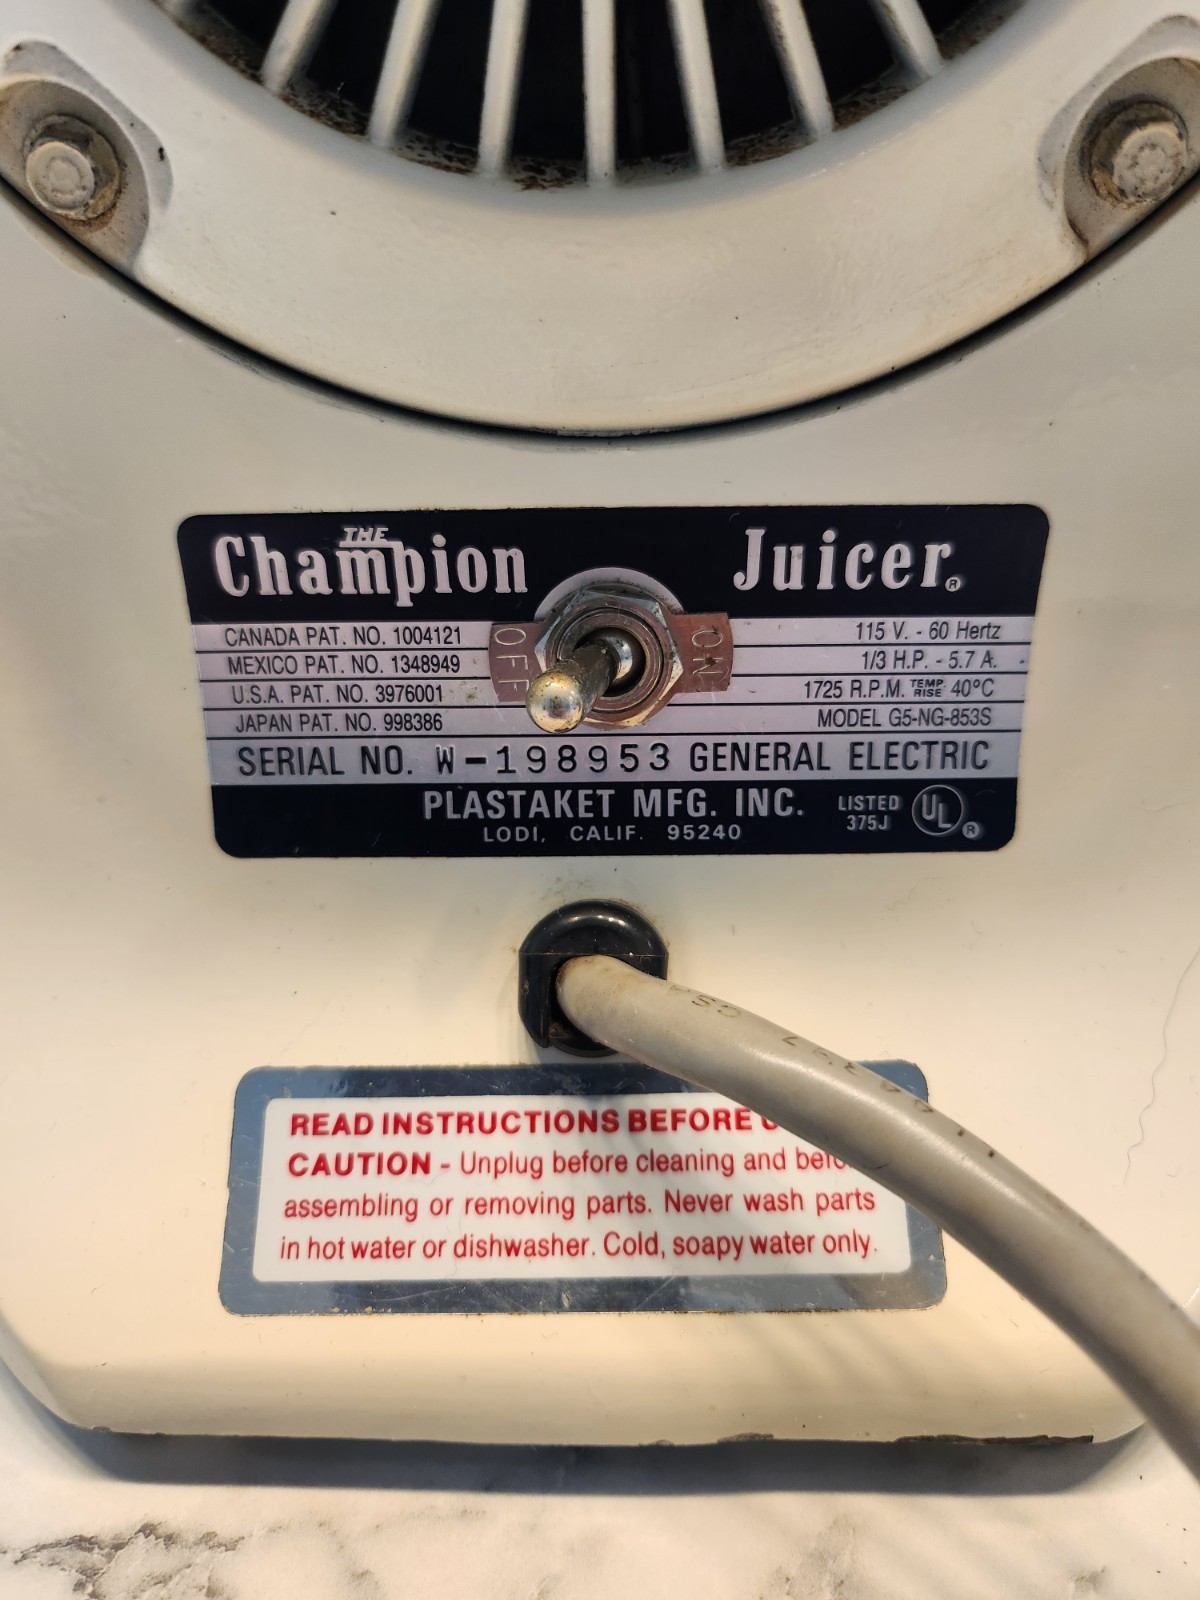 THE
Champion Juicer®
OFF
ON
CANADA PAT. NO. 1004121
MEXICO PAT. NO. 1348949
U.S.A. PAT. NO. 3976001
JAPAN PAT. NO. 998386
115 V. - 60 Hertz
1/3 H.P. - 5.7 A.
1725 R.P.M. TEMP. RISE 40°C
MODEL G5-NG-853S
SERIAL NO. W-198953 GENERAL ELECTRIC
PLASTAKET MFG. INC.
LODI, CALIF. 95240
LISTED
375J
UL®
CSA
READ INSTRUCTIONS BEFORE
CAUTION - Unplug before cleaning and
assembling or removing parts. Never wash parts
in hot water or dishwasher. Cold, soapy water only.